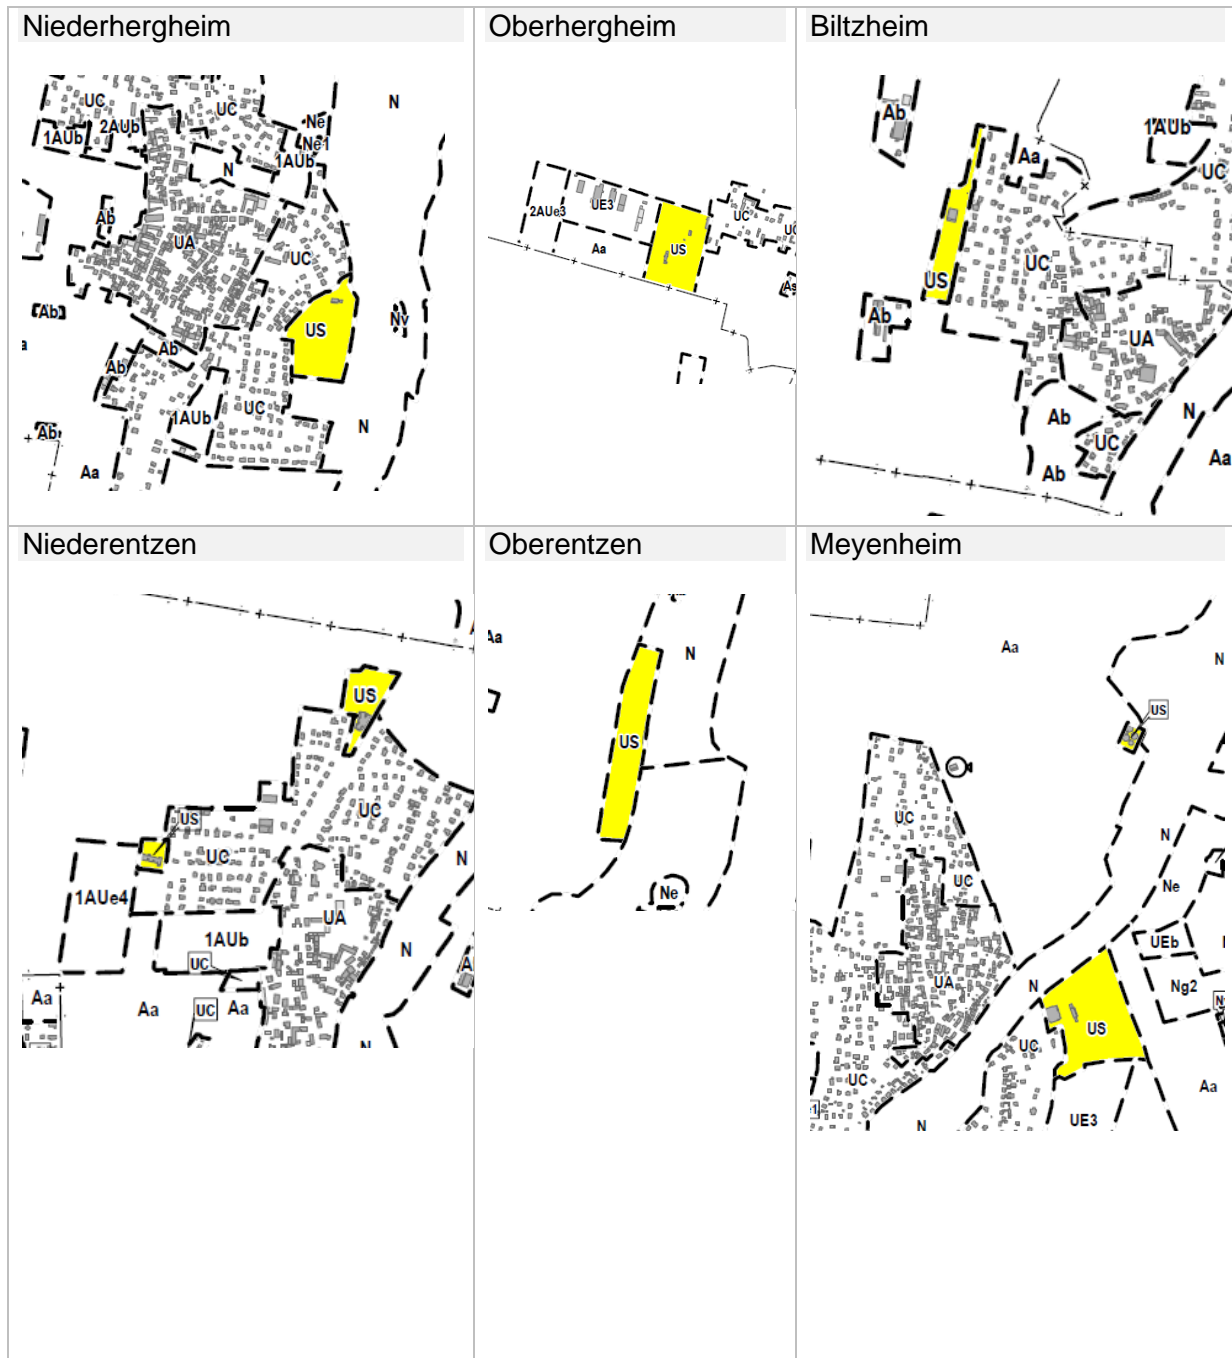 Niederhergheim
UC
UC
N
1AUb
2AUb
Ne
Ne1
1AUb
N
Ab
UA
UC
US
Ab
Nv
Ab
Ab
1AUb
UC
N
Ab
Aa
Oberhergheim
2AUe3
UE3
UC
Aa
US
Biltzheim
Ab
Aa
1AUb
UC
US
UC
Ab
UA
Ab
N
UC
Ab
Aa
Niederentzen
US
US
UC
UC
1AUe4
N
UA
1AUb
UC
N
Aa
Aa
UC
Aa
Oberentzen
Aa
N
US
Ne
Meyenheim
Aa
N
US
UC
N
UC
Ne
UEb
UA
N
Ng2
US
UC
UC
Aa
UE3
N